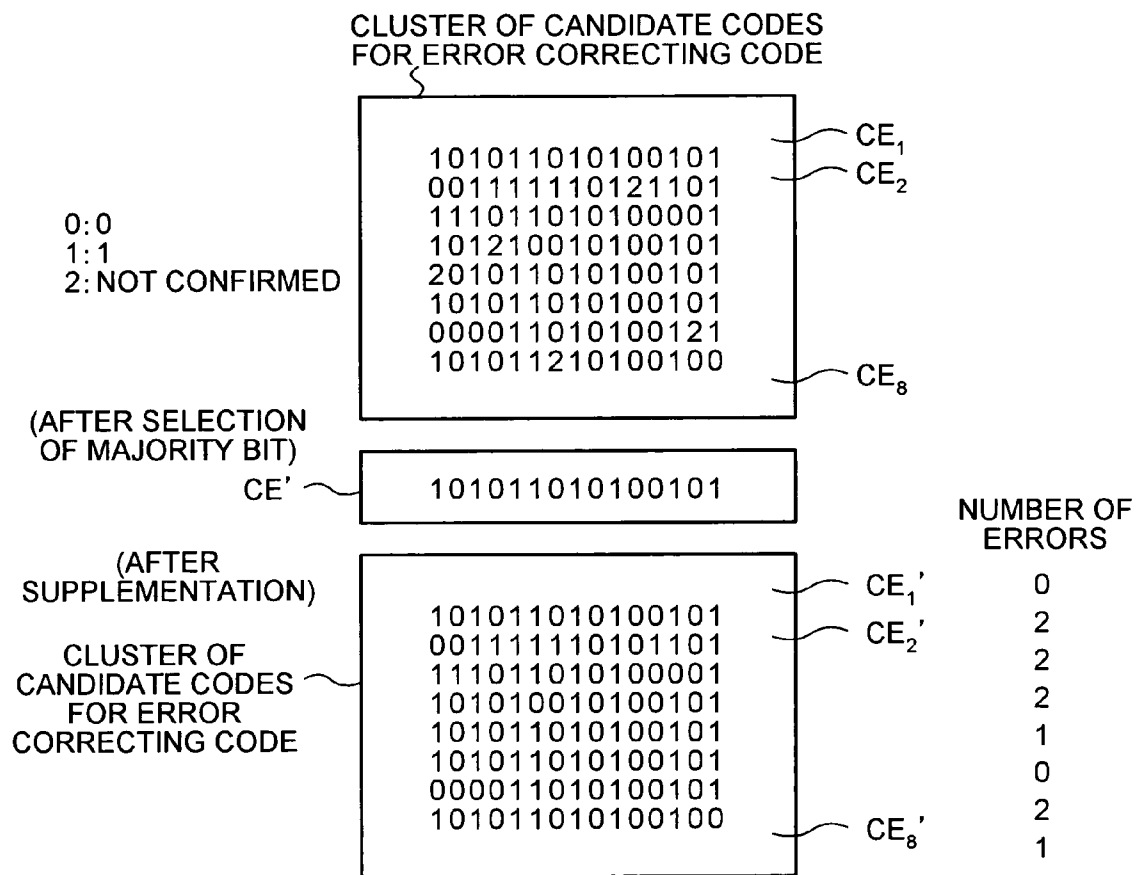 CLUSTER OF CANDIDATE CODES
FOR ERROR CORRECTING CODE
CE₁
101011010100101
CE₂
001111110121101
111011010100001
101210010100101
201011010100101
101011010100101
000011010100121
101011210100100
CE₈
0:0
1:1
2:NOT CONFIRMED
(AFTER SELECTION
OF MAJORITY BIT)
CE'
101011010100101
(AFTER
SUPPLEMENTATION)
CLUSTER OF
CANDIDATE CODES
FOR ERROR
CORRECTING CODE
CE₁'
101011010100101
CE₂'
001111110101101
111011010100001
101010010100101
101011010100101
101011010100101
000011010100101
101011010100100
CE₈'
NUMBER OF
ERRORS
0
2
2
2
1
0
2
1